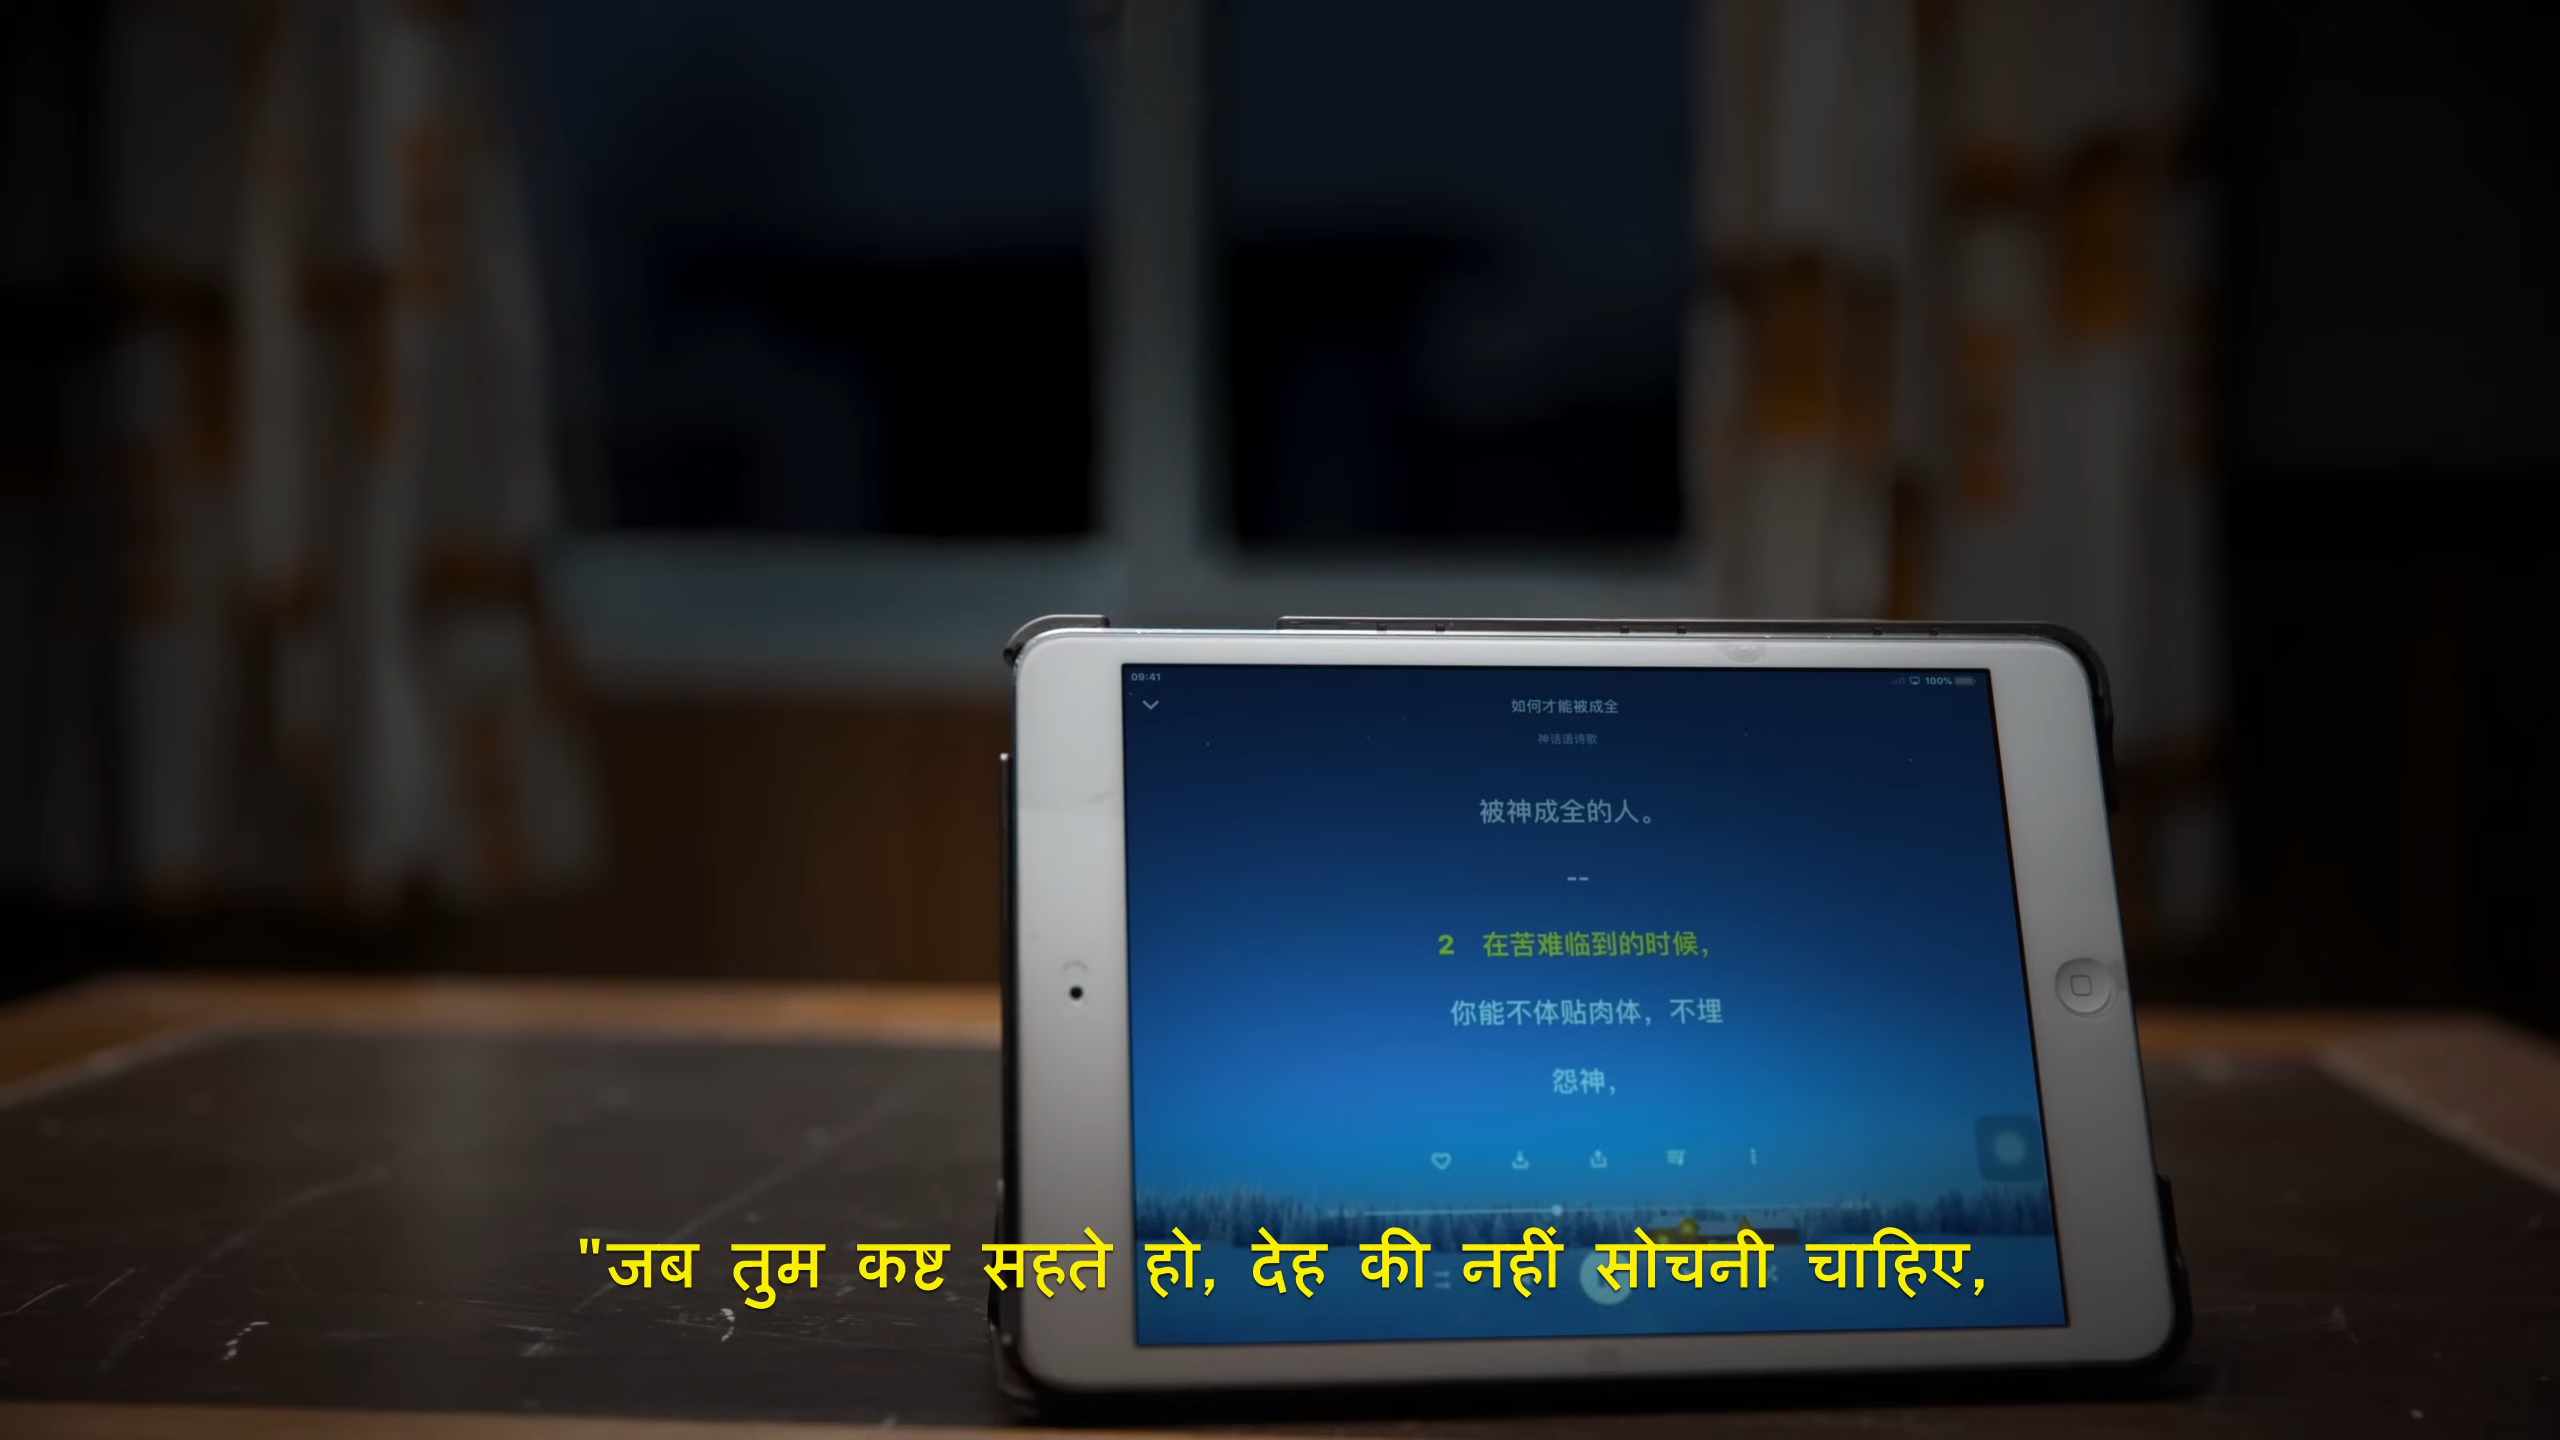 09:41
100%
如何才能被成全
神话语诗歌
被神成全的人。
--
2 在苦难临到的时候，
你能不体贴肉体，不埋
怨神，
"जब तुम कष्ट सहते हो, देह की नहीं सोचनी चाहिए,